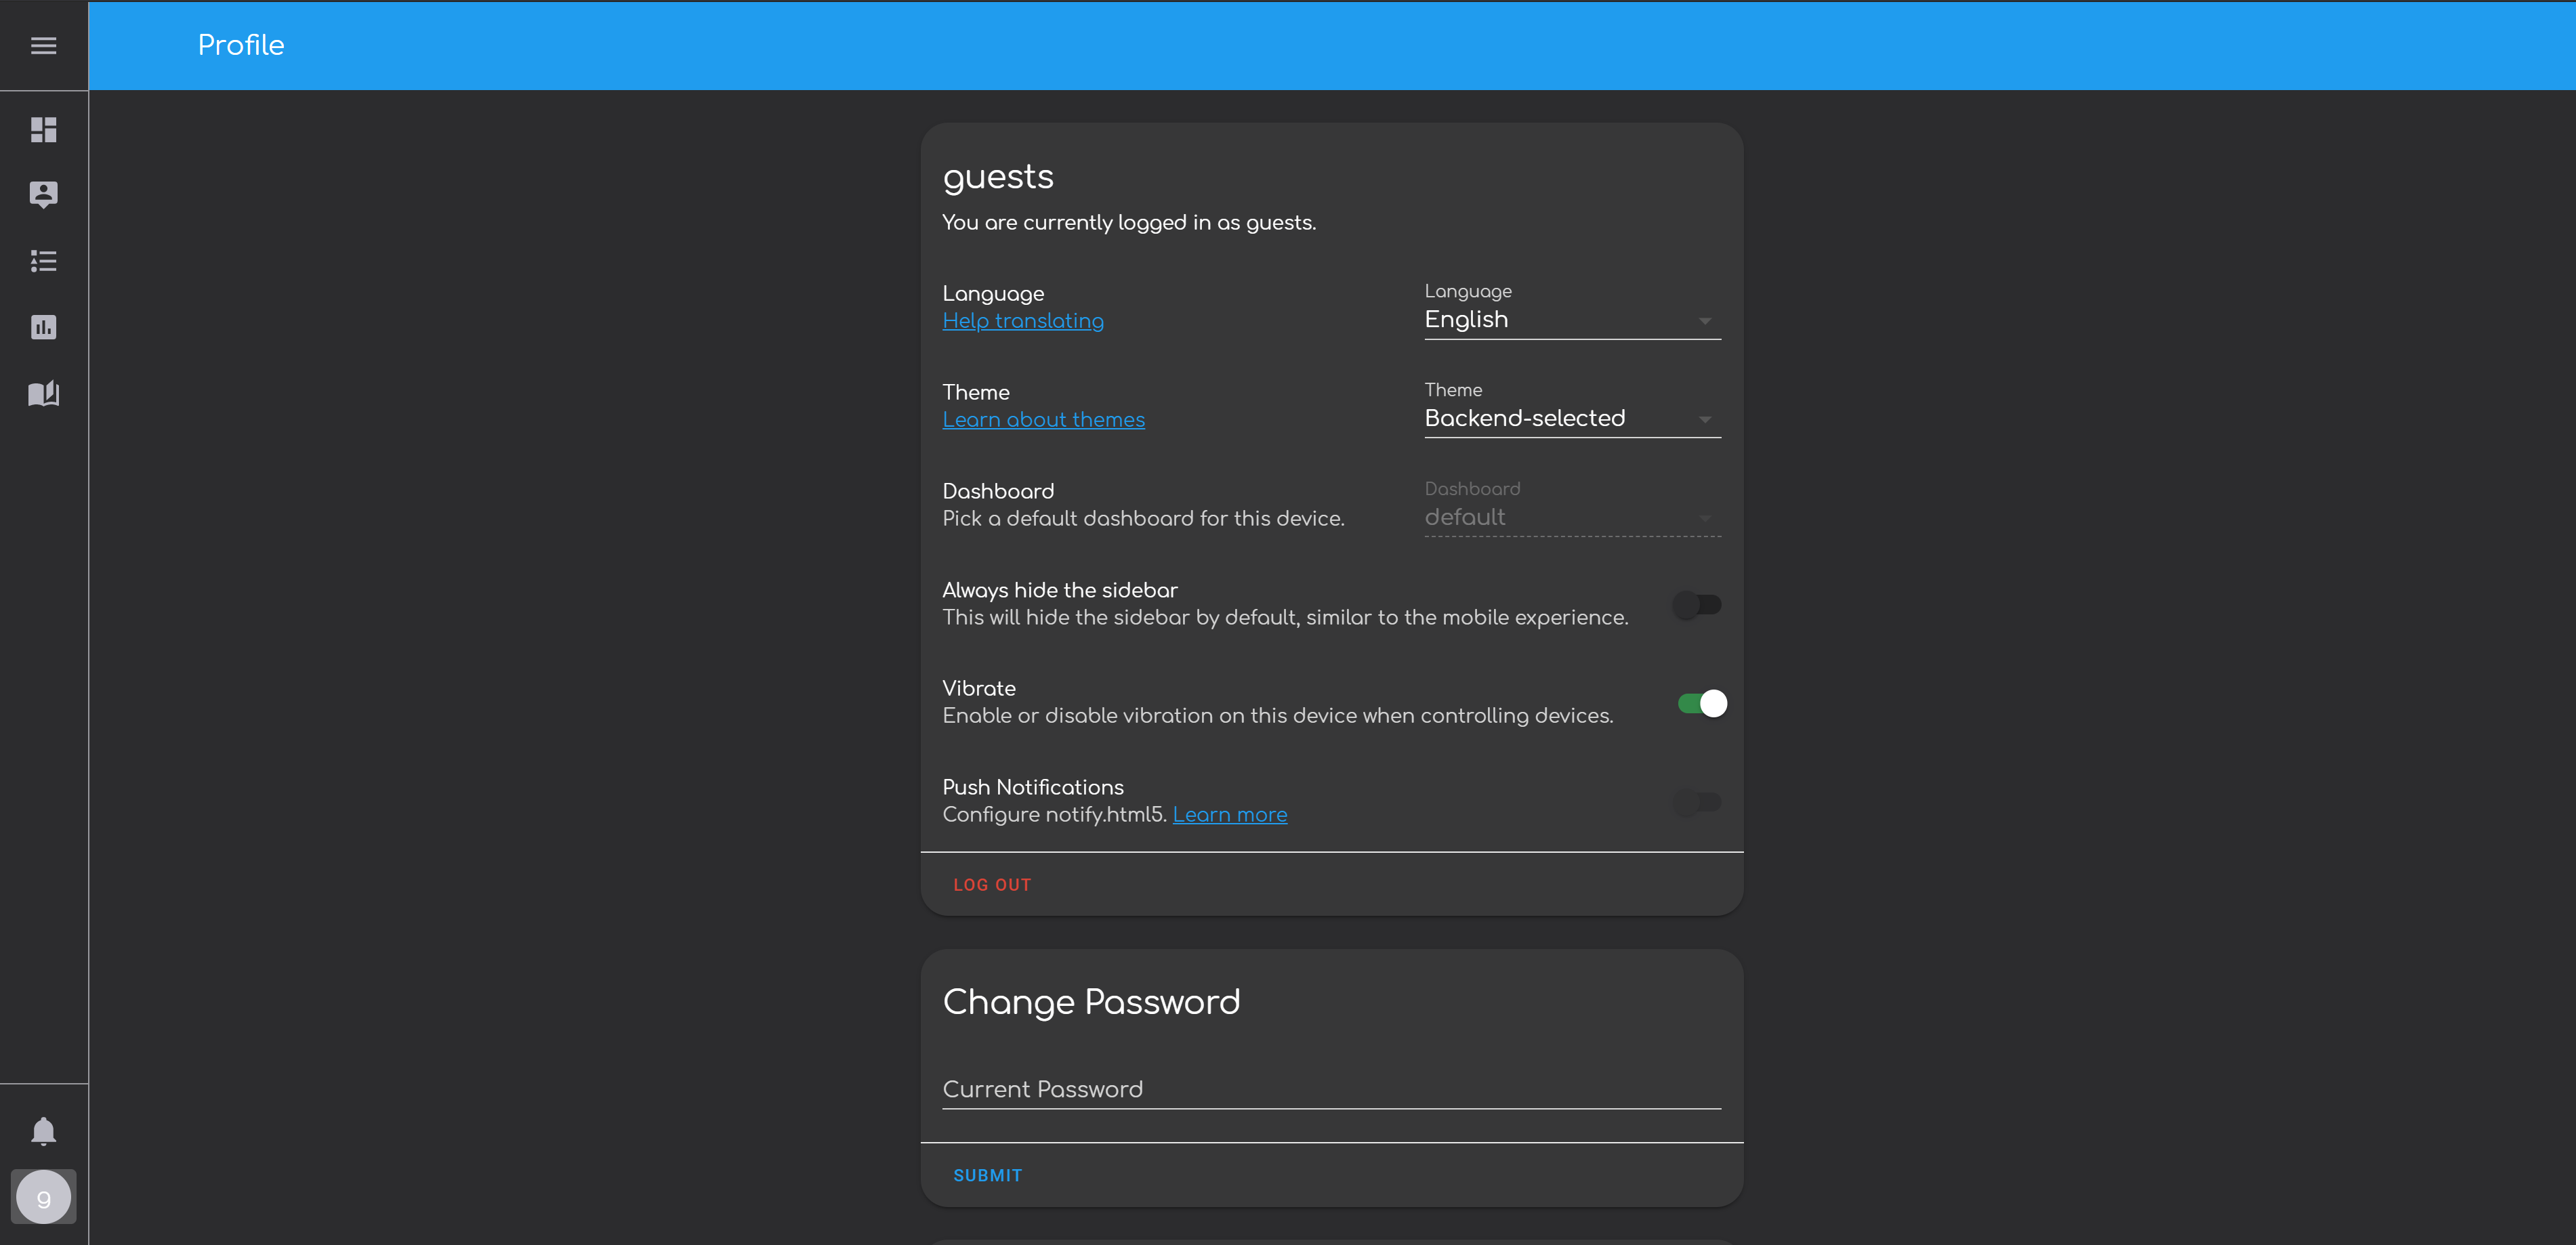 Profile
guests
You are currently logged in as guests.
Language
Help translating
Language
English
Theme
Learn about themes
Theme
Backend-selected
Dashboard
Pick a default dashboard for this device.
Dashboard
default
Always hide the sidebar
This will hide the sidebar by default, similar to the mobile experience.
Vibrate
Enable or disable vibration on this device when controlling devices.
Push Notifications
Configure notify.html5. Learn more
LOG OUT
Change Password
Current Password
SUBMIT
g